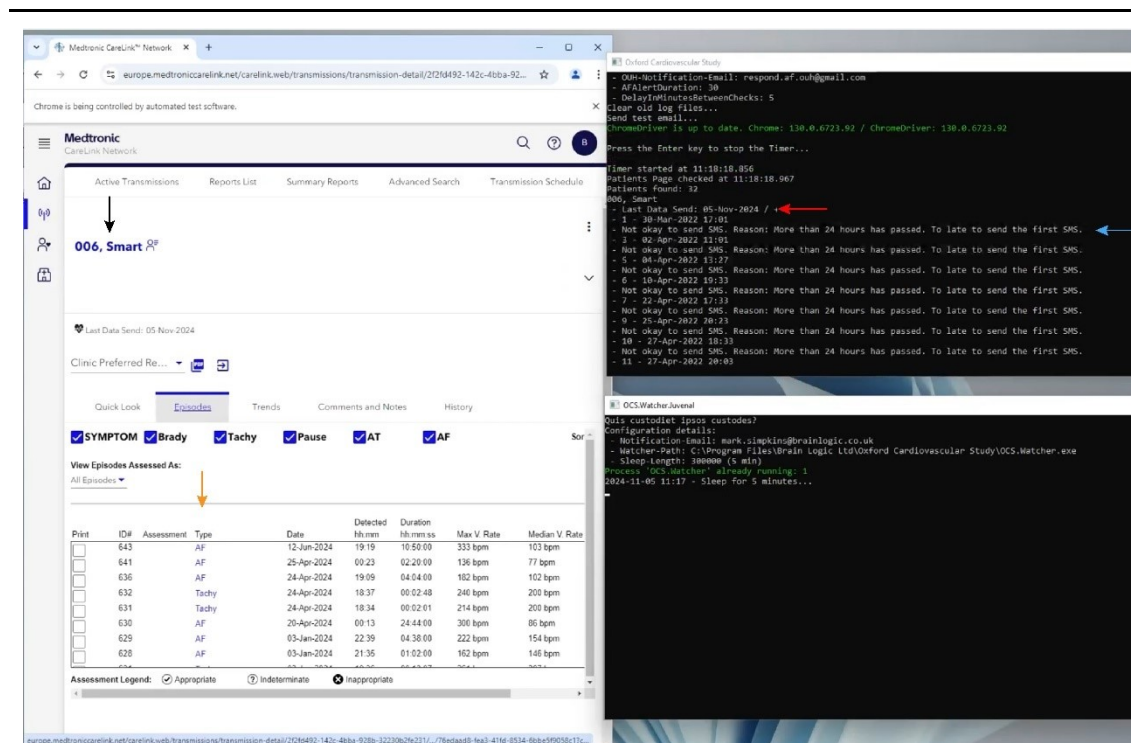 Medtronic CareLink™ Network
europe.medtroniccarelink.net/carelink.web/transmissions/transmission-detail/2f2fd492-142c-4bba-92...
Chrome is being controlled by automated test software.
Medtronic
CareLink Network
B
Active Transmissions Reports List Summary Reports Advanced Search Transmission Schedule
006, Smart
Last Data Send: 05-Nov-2024
Clinic Preferred Re...
Quick Look Episodes Trends Comments and Notes History
SYMPTOM Brady Tachy Pause AT AF Sor
View Episodes Assessed As:
All Episodes
Detected Duration
Print ID# Assessment Type Date hh:mm hh:mm:ss Max V. Rate Median V. Rate
643 AF 12-Jun-2024 19:19 10:50:00 333 bpm 103 bpm
641 AF 25-Apr-2024 00:23 02:20:00 136 bpm 77 bpm
636 AF 24-Apr-2024 19:09 04:04:00 182 bpm 102 bpm
632 Tachy 24-Apr-2024 18:37 00:02:48 240 bpm 200 bpm
631 Tachy 24-Apr-2024 18:34 00:02:01 214 bpm 200 bpm
630 AF 20-Apr-2024 00:13 24:44:00 300 bpm 86 bpm
629 AF 03-Jan-2024 22:39 04:38:00 222 bpm 154 bpm
628 AF 03-Jan-2024 21:35 01:02:00 162 bpm 146 bpm
Assessment Legend: Appropriate Indeterminate Inappropriate
Oxford Cardiovascular Study
- OUH-Notification-Email: respond.af.ouh@gmail.com
- AFAlertDuration: 30
- DelayInMinutesBetweenChecks: 5
Clear old log files...
Send test email...
ChromeDriver is up to date. Chrome: 130.0.6723.92 / ChromeDriver: 130.0.6723.92
Press the Enter key to stop the Timer...
Timer started at 11:18:18.856
Patients Page checked at 11:18:18.967
Patients found: 32
006, Smart
- Last Data Send: 05-Nov-2024 / +
- 1 - 30-Mar-2022 17:01
- Not okay to send SMS. Reason: More than 24 hours has passed. To late to send the first SMS.
- 3 - 02-Apr-2022 11:01
- Not okay to send SMS. Reason: More than 24 hours has passed. To late to send the first SMS.
- 5 - 04-Apr-2022 13:27
- Not okay to send SMS. Reason: More than 24 hours has passed. To late to send the first SMS.
- 6 - 10-Apr-2022 19:33
- Not okay to send SMS. Reason: More than 24 hours has passed. To late to send the first SMS.
- 7 - 22-Apr-2022 17:33
- Not okay to send SMS. Reason: More than 24 hours has passed. To late to send the first SMS.
- 9 - 25-Apr-2022 20:23
- Not okay to send SMS. Reason: More than 24 hours has passed. To late to send the first SMS.
- 10 - 27-Apr-2022 18:33
- Not okay to send SMS. Reason: More than 24 hours has passed. To late to send the first SMS.
- 11 - 27-Apr-2022 20:03
OCS.Watcher.Juvenal
Quis custodiet ipsos custodes?
Configuration details:
- Notification-Email: mark.simpkins@brainlogic.co.uk
- Watcher-Path: C:\Program Files\Brain Logic Ltd\Oxford Cardiovascular Study\OCS.Watcher.exe
- Sleep-Length: 300000 (5 min)
Process 'OCS.Watcher' already running: 1
2024-11-05 11:17 - Sleep for 5 minutes...